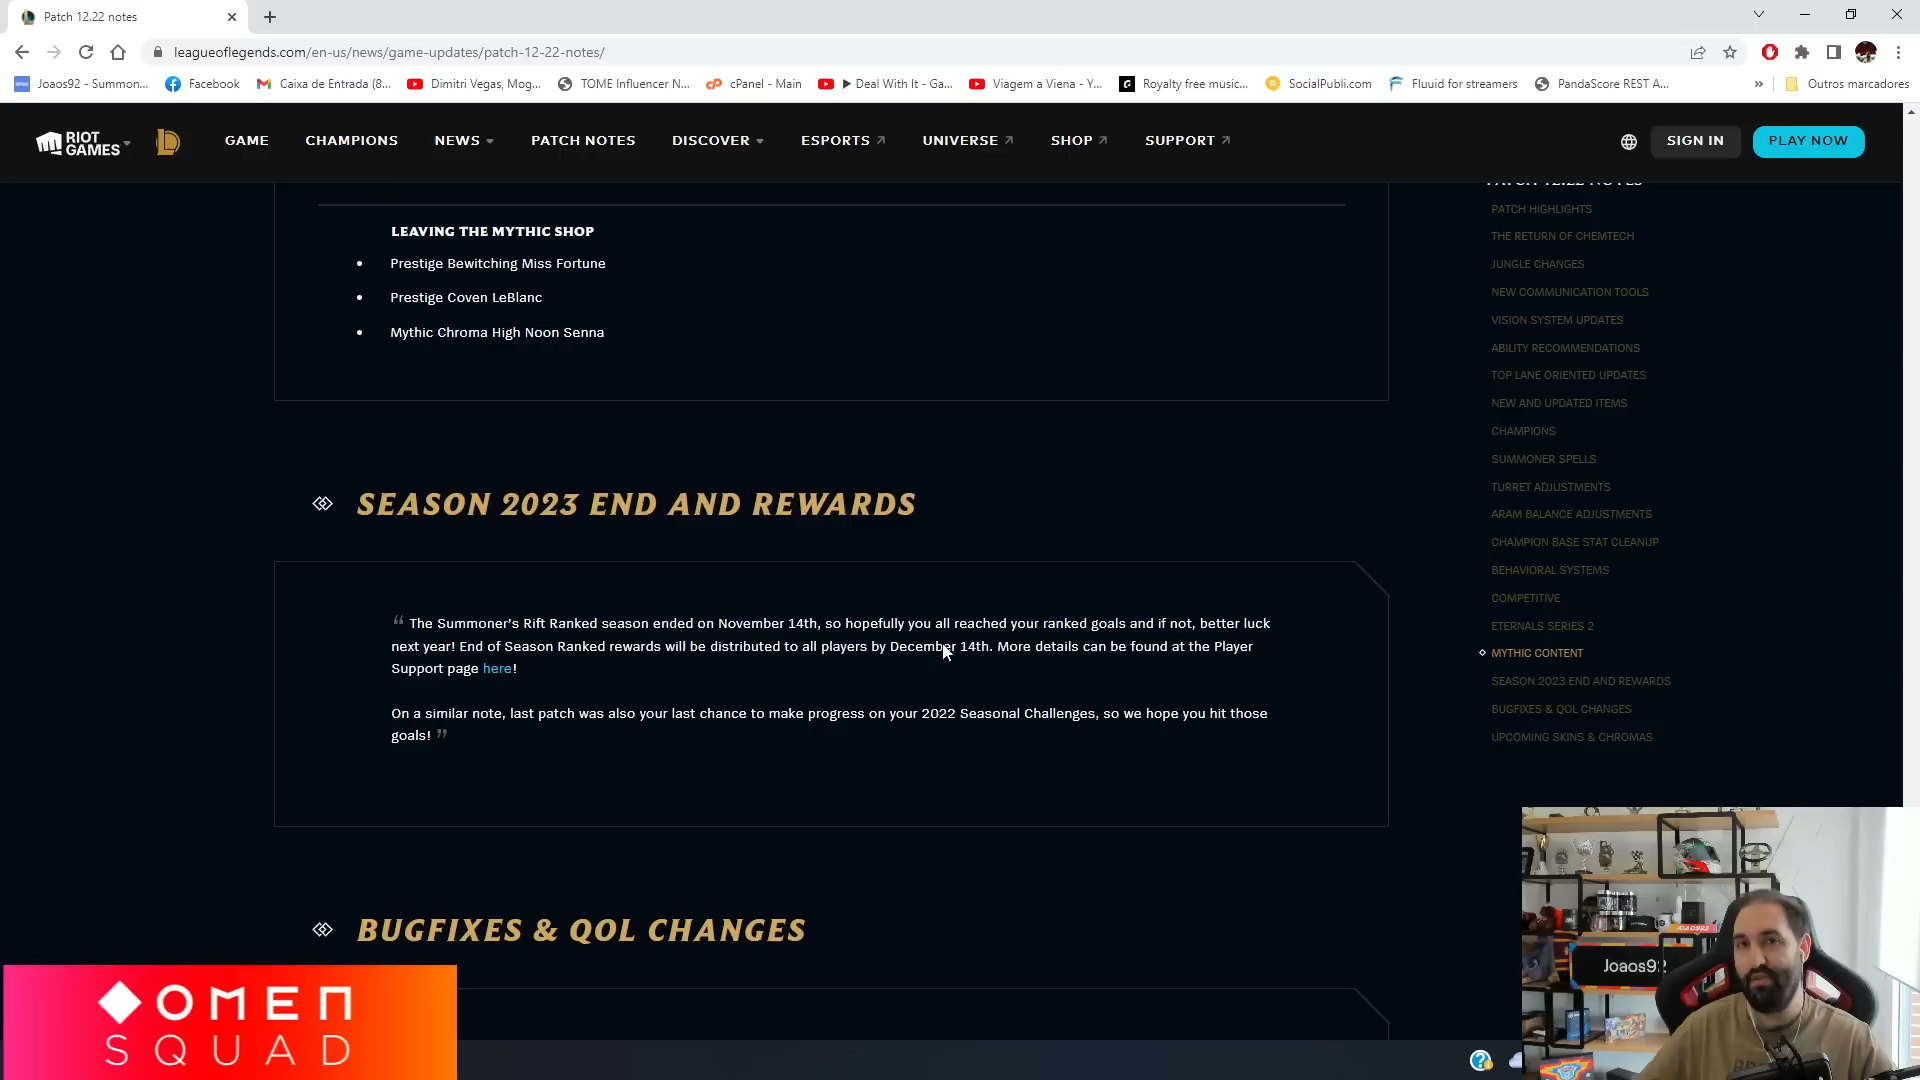 Patch 12.22 notes
leagueoflegends.com/en-us/news/game-updates/patch-12-22-notes/
Joaos92 - Summon...
Facebook
Caixa de Entrada (8...
Dimitri Vegas, Mog...
TOME Influencer N...
cPanel - Main
▶ Deal With It - Ga...
Viagem a Viena - Y...
Royalty free music...
SocialPubli.com
Fluuid for streamers
PandaScore REST A...
»
Outros marcadores
RIOT GAMES
GAME
CHAMPIONS
NEWS
PATCH NOTES
DISCOVER
ESPORTS
UNIVERSE
SHOP
SUPPORT
SIGN IN
PLAY NOW
LEAVING THE MYTHIC SHOP
• Prestige Bewitching Miss Fortune
• Prestige Coven LeBlanc
• Mythic Chroma High Noon Senna
SEASON 2023 END AND REWARDS
“ The Summoner's Rift Ranked season ended on November 14th, so hopefully you all reached your ranked goals and if not, better luck
next year! End of Season Ranked rewards will be distributed to all players by December 14th. More details can be found at the Player
Support page here!
On a similar note, last patch was also your last chance to make progress on your 2022 Seasonal Challenges, so we hope you hit those
goals! ”
BUGFIXES & QOL CHANGES
PATCH 12.22 NOTES
PATCH HIGHLIGHTS
THE RETURN OF CHEMTECH
JUNGLE CHANGES
NEW COMMUNICATION TOOLS
VISION SYSTEM UPDATES
ABILITY RECOMMENDATIONS
TOP LANE ORIENTED UPDATES
NEW AND UPDATED ITEMS
CHAMPIONS
SUMMONER SPELLS
TURRET ADJUSTMENTS
ARAM BALANCE ADJUSTMENTS
CHAMPION BASE STAT CLEANUP
BEHAVIORAL SYSTEMS
COMPETITIVE
ETERNALS SERIES 2
MYTHIC CONTENT
SEASON 2023 END AND REWARDS
BUGFIXES & QOL CHANGES
UPCOMING SKINS & CHROMAS
OMEN
SQUAD
JOAOS92
Joaos92